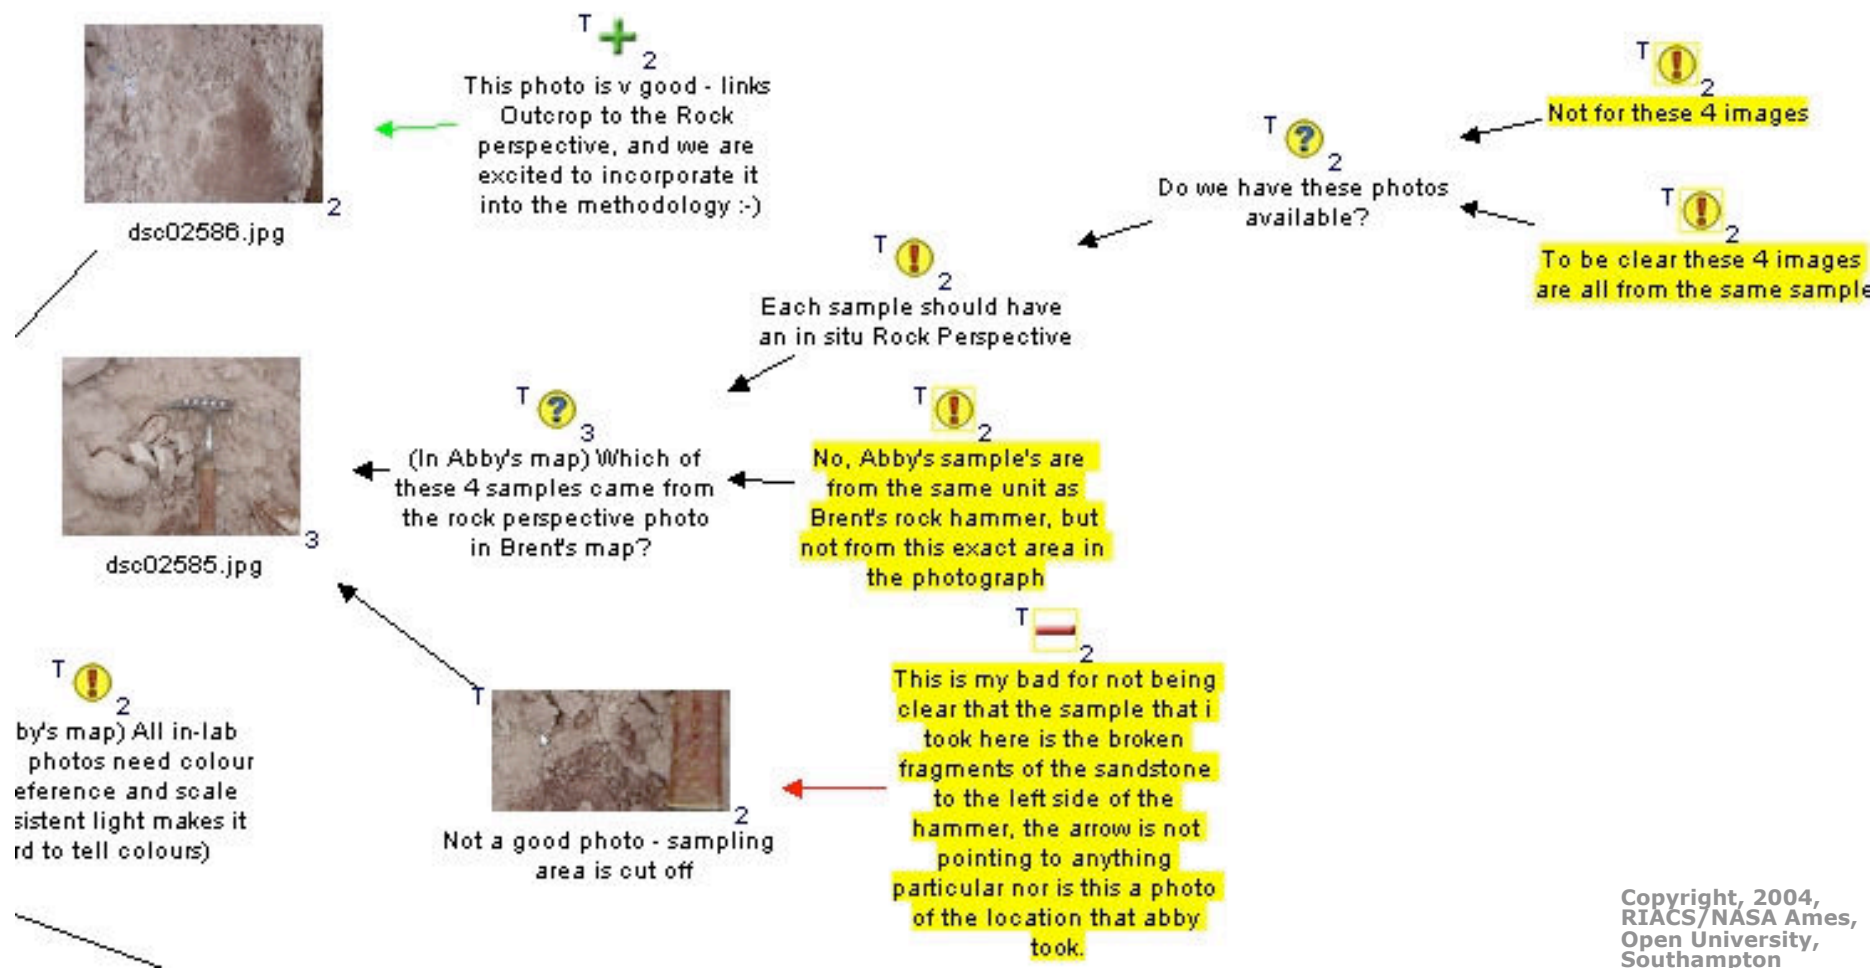 T
2
This photo is v good - links
Outcrop to the Rock
perspective, and we are
excited to incorporate it
into the methodology :-)
2
dsc02586.jpg
T
2
Not for these 4 images
T
2
Do we have these photos
available?
T
2
To be clear these 4 images
are all from the same sample
T
2
Each sample should have
an in situ Rock Perspective
3
dsc02585.jpg
T
3
(In Abby's map) Which of
these 4 samples came from
the rock perspective photo
in Brent's map?
T
2
No, Abby's sample's are
from the same unit as
Brent's rock hammer, but
not from this exact area in
the photograph
T
2
by's map) All in-lab
photos need colour
eference and scale
sistent light makes it
rd to tell colours)
T
2
Not a good photo - sampling
area is cut off
T
2
This is my bad for not being
clear that the sample that i
took here is the broken
fragments of the sandstone
to the left side of the
hammer, the arrow is not
pointing to anything
particular nor is this a photo
of the location that abby
took.
Copyright, 2004,
RIACS/NASA Ames,
Open University,
Southampton